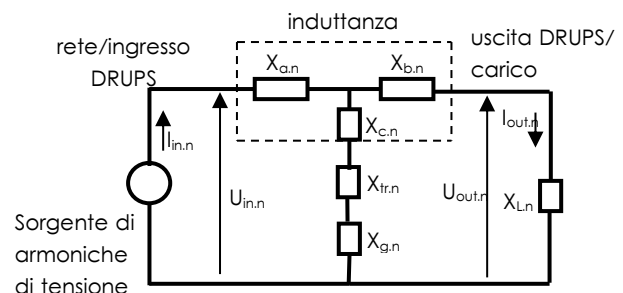 induttanza
rete/ingresso
DRUPS
uscita DRUPS/
carico
Xa.n
Xb.n
Xc.n
Iin.n
Iout.n
Xtr.n
Uin.n
Uout.n
XL.n
Xg.n
Sorgente di
armoniche
di tensione